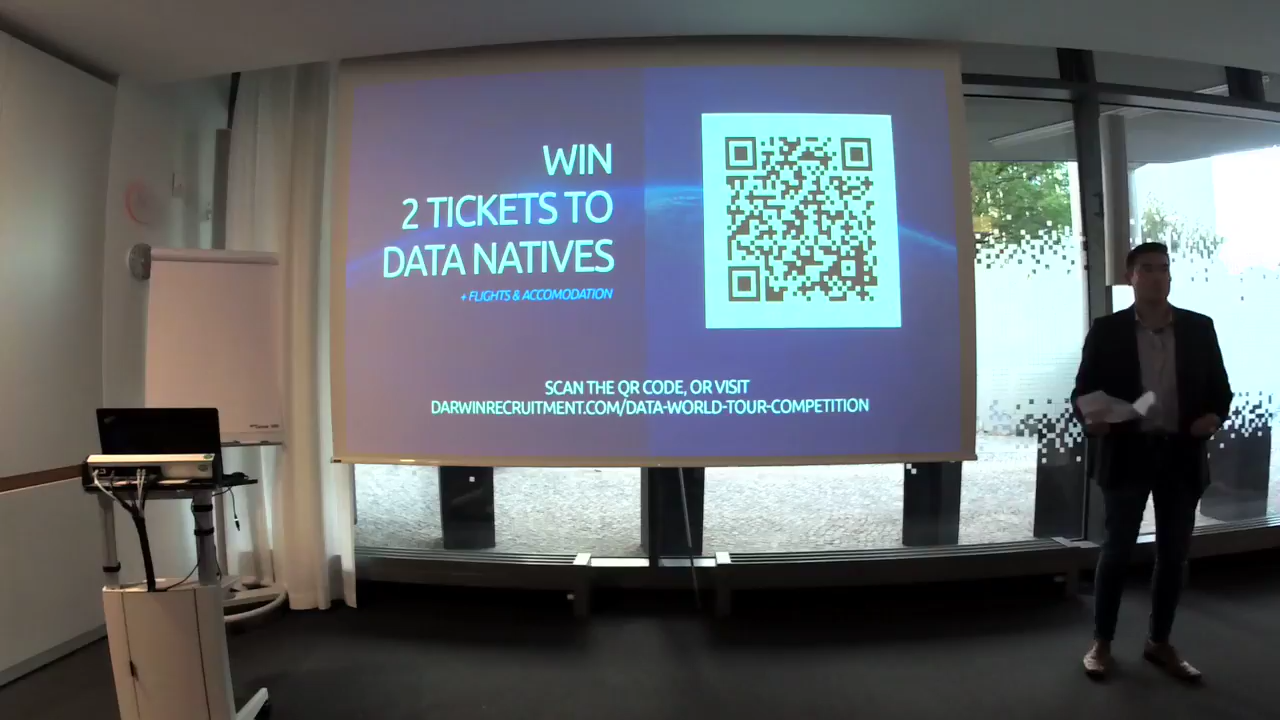 WIN
2 TICKETS TO
DATA NATIVES
+ FLIGHTS & ACCOMODATION
SCAN THE QR CODE, OR VISIT
DARWINRECRUITMENT.COM/DATA-WORLD-TOUR-COMPETITION